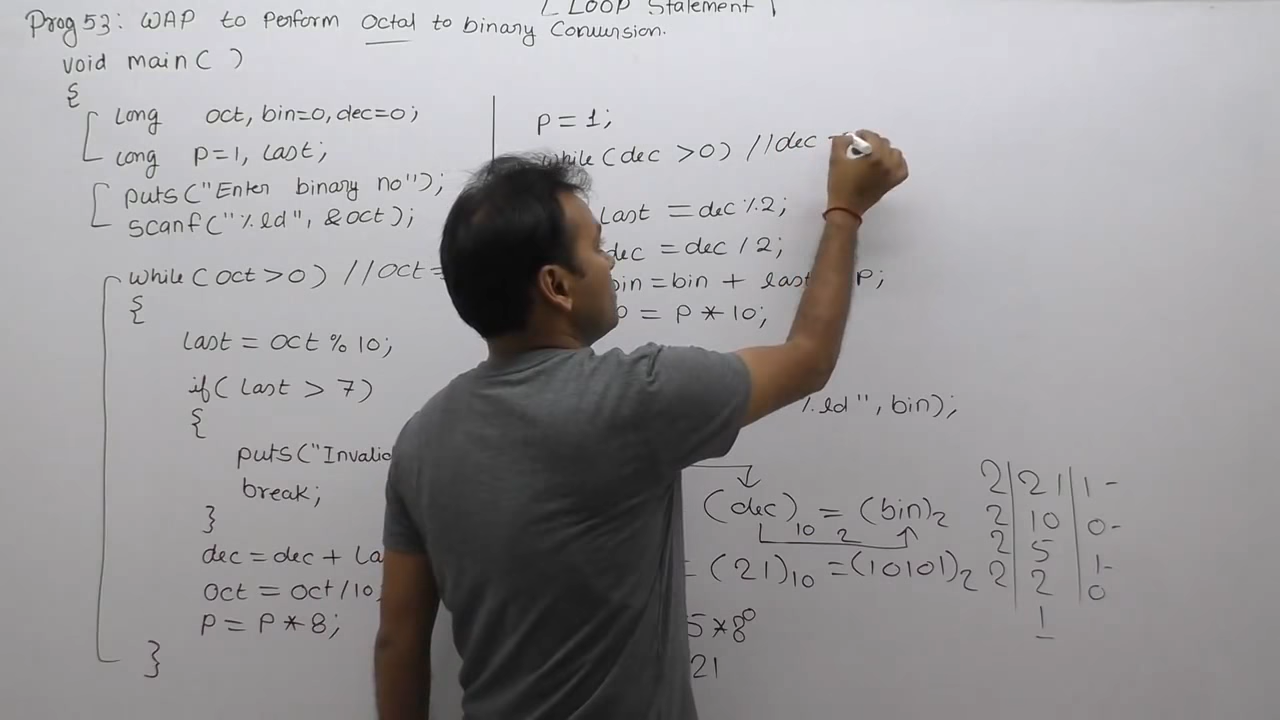 [ LOOP Statement ]
Prog 53: WAP to Perform Octal to binary Conversion.
void main( )
{
long oct, bin=0, dec=0;
long P=1, last;
puts("Enter binary no");
scanf("%ld", &oct);
while(oct>0) //oct=
{
last = oct % 10;
if( last > 7)
{
puts("Invalid
break;
}
dec = dec +
oct = oct/10
P = P * 8;
}
P = 1;
while(dec >0) //dec
last = dec%2;
dec = dec / 2;
bin = bin + last P;
P = P * 10;
%ld", bin);
(dec)10 = (bin)2
2
= (21)10 = (10101)2
5*8^0
21
2 | 21 | 1 -
2 | 10 | 0 -
2 | 5 | 1 -
2 | 2 | 0
1